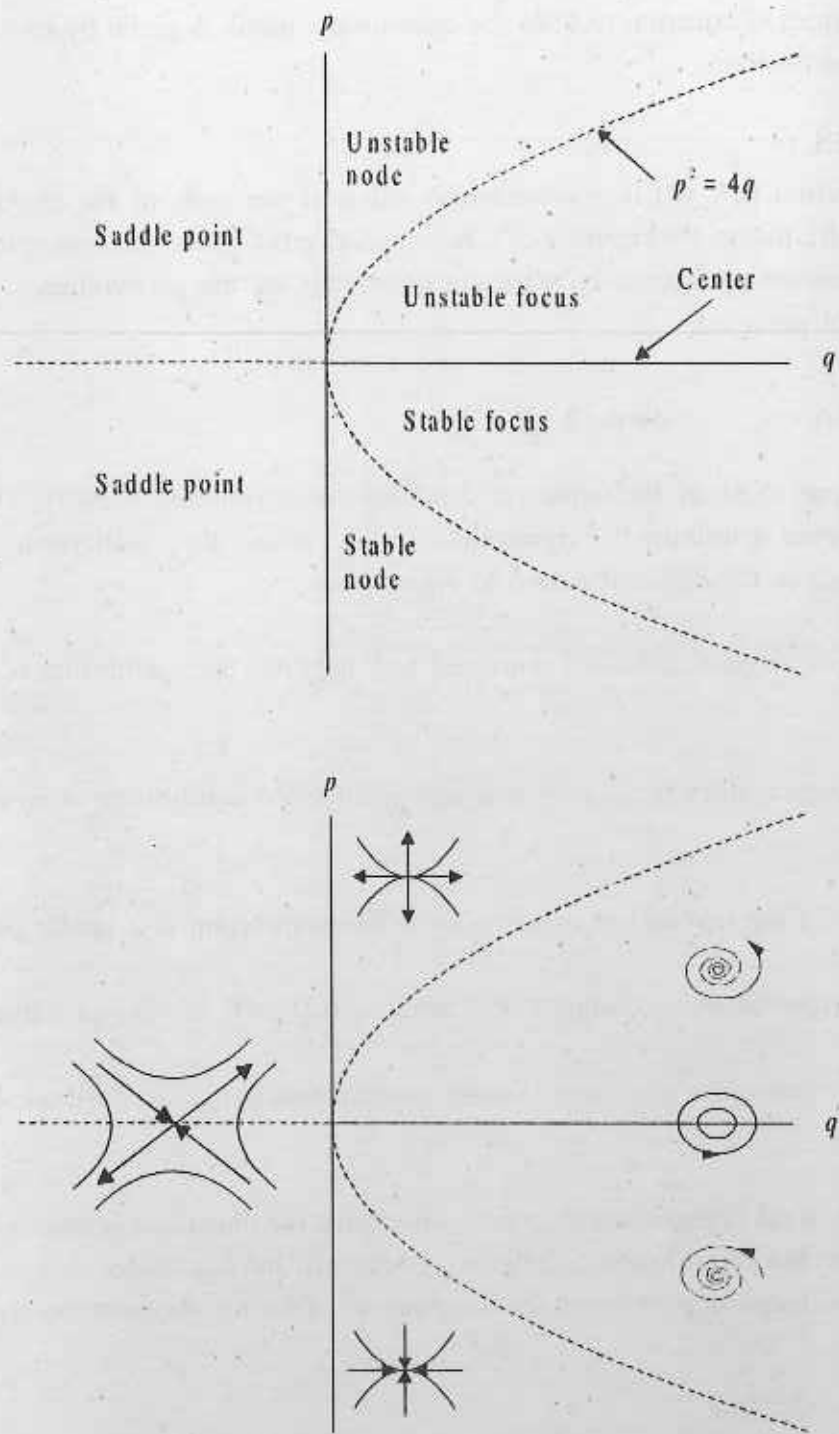 p
Unstable
node
p² = 4q
Saddle point
Unstable focus
Center
q
Stable focus
Saddle point
Stable
node
p
q